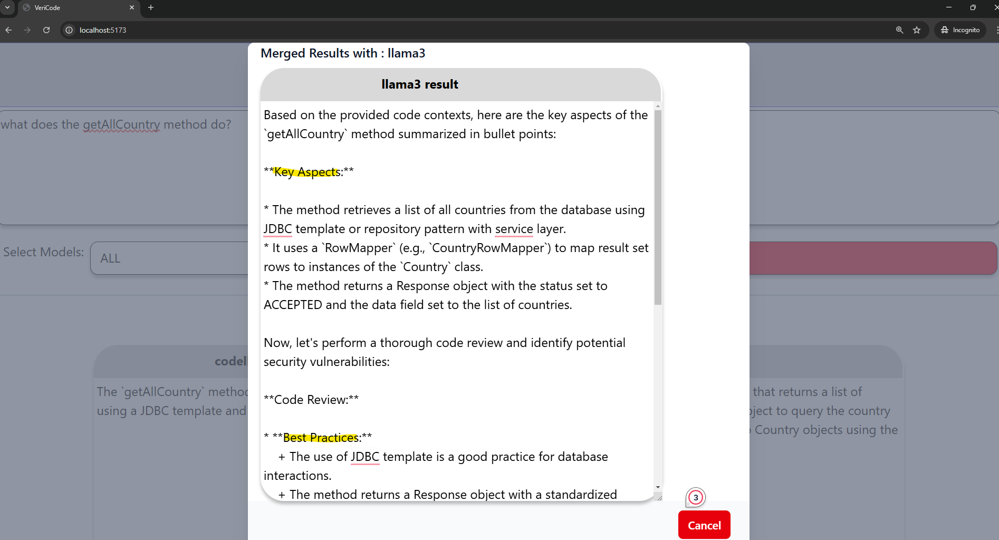 VeriCode
localhost:5173
Incognito
Merged Results with : llama3
llama3 result
what does the getAllCountry method do?
Based on the provided code contexts, here are the key aspects of the
`getAllCountry` method summarized in bullet points:
**Key Aspects:**
* The method retrieves a list of all countries from the database using
JDBC template or repository pattern with service layer.
* It uses a `RowMapper` (e.g., `CountryRowMapper`) to map result set
rows to instances of the `Country` class.
* The method returns a Response object with the status set to
ACCEPTED and the data field set to the list of countries.
Now, let's perform a thorough code review and identify potential
security vulnerabilities:
**Code Review:**
* **Best Practices:**
+ The use of JDBC template is a good practice for database
interactions.
+ The method returns a Response object with a standardized
Select Models:
ALL
The `getAllCountry`
using a JDBC template and
that returns a list of
to query the country
Country objects using the
3
Cancel